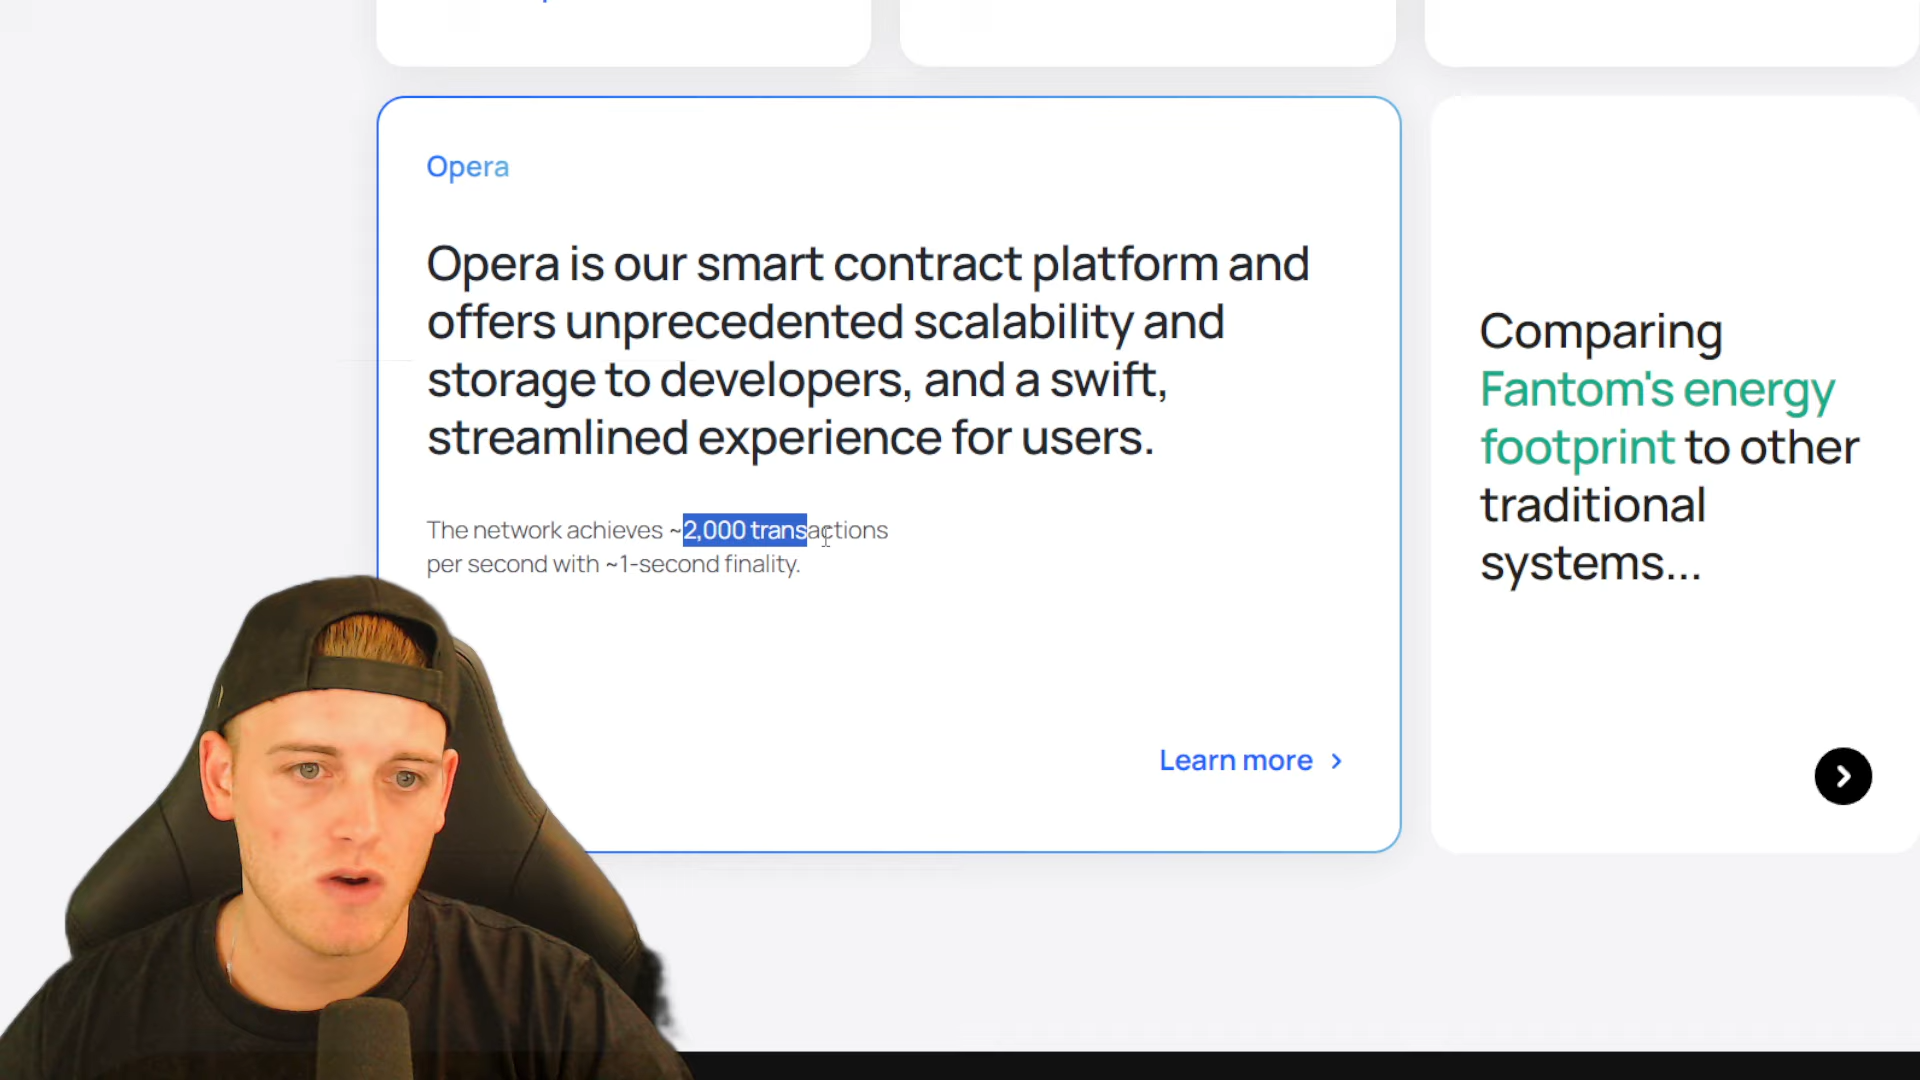 Opera
Opera is our smart contract platform and
offers unprecedented scalability and
storage to developers, and a swift,
streamlined experience for users.
The network achieves ~2,000 transactions
per second with ~1-second finality.
Learn more
Comparing
Fantom's energy
footprint to other
traditional
systems...